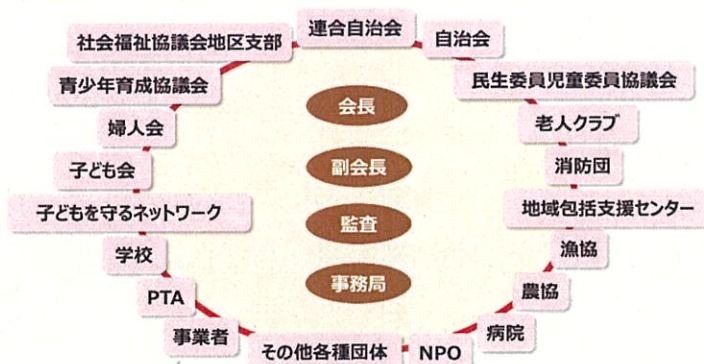 連合自治会
社会福祉協議会地区支部
自治会
青少年育成協議会
民生委員児童委員協議会
会長
婦人会
老人クラブ
副会長
子ども会
消防団
子どもを守るネットワーク
地域包括支援センター
監査
学校
漁協
事務局
PTA
農協
事業者
病院
その他各種団体
NPO